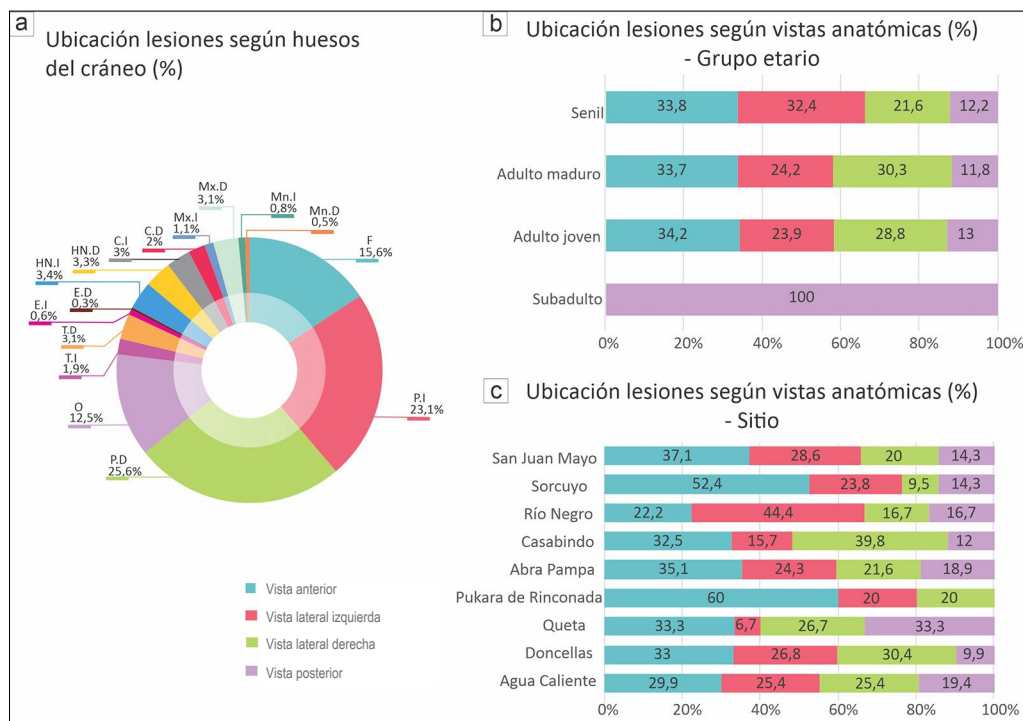 a
Ubicación lesiones según huesos
del cráneo (%)
Mx.D
3,1%
Mn.I
0,8%
Mn.D
0,5%
Mx.I
1,1%
C.D
2%
C.I
3%
HN.D
3,3%
HN.I
3,4%
E.D
0,3%
E.I
0,6%
T.D
3,1%
T.I
1,9%
O
12,5%
P.D
25,6%
P.I
23,1%
F
15,6%
Vista anterior
Vista lateral izquierda
Vista lateral derecha
Vista posterior
b
Ubicación lesiones según vistas anatómicas (%)
- Grupo etario
Senil 33,8 32,4 21,6 12,2
Adulto maduro 33,7 24,2 30,3 11,8
Adulto joven 34,2 23,9 28,8 13
Subadulto 100
0% 20% 40% 60% 80% 100%
c
Ubicación lesiones según vistas anatómicas (%)
- Sitio
San Juan Mayo 37,1 28,6 20 14,3
Sorcuyo 52,4 23,8 9,5 14,3
Río Negro 22,2 44,4 16,7 16,7
Casabindo 32,5 15,7 39,8 12
Abra Pampa 35,1 24,3 21,6 18,9
Pukara de Rinconada 60 20 20
Queta 33,3 6,7 26,7 33,3
Doncellas 33 26,8 30,4 9,9
Agua Caliente 29,9 25,4 25,4 19,4
0% 20% 40% 60% 80% 100%